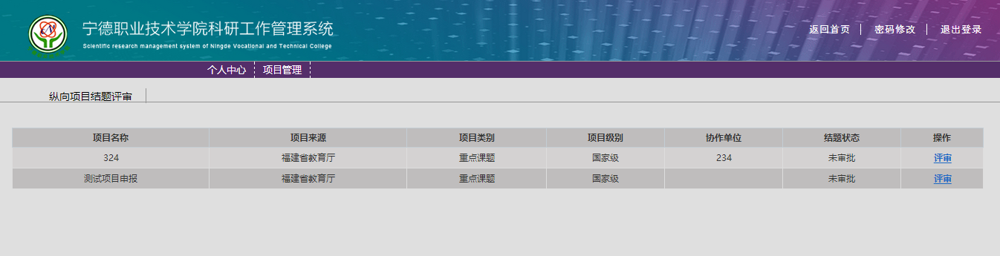 宁德职业技术学院科研工作管理系统
Scientific research management system of Ningde Vocational and Technical College
返回首页 密码修改 退出登录
个人中心 项目管理
纵向项目结题评审
项目名称 项目来源 项目类别 项目级别 协作单位 结题状态 操作
324 福建省教育厅 重点课题 国家级 234 未审批 评审
测试项目申报 福建省教育厅 重点课题 国家级 未审批 评审